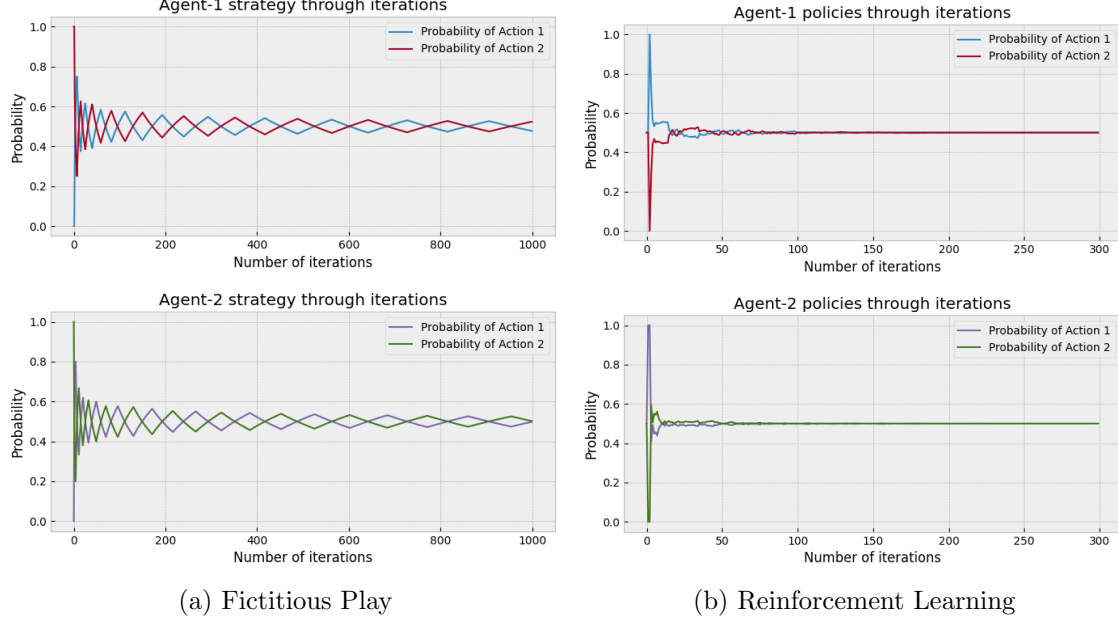 Agent-1 strategy through iterations
Probability
1.0
0.8
0.6
0.4
0.2
0.0
Probability of Action 1
Probability of Action 2
0
200
400
600
800
1000
Number of iterations
Agent-2 strategy through iterations
Probability
1.0
0.8
0.6
0.4
0.2
0.0
Probability of Action 1
Probability of Action 2
0
200
400
600
800
1000
Number of iterations
(a) Fictitious Play
Agent-1 policies through iterations
Probability
1.0
0.8
0.6
0.4
0.2
0.0
Probability of Action 1
Probability of Action 2
0
50
100
150
200
250
300
Number of iterations
Agent-2 policies through iterations
Probability
1.0
0.8
0.6
0.4
0.2
0.0
Probability of Action 1
Probability of Action 2
0
50
100
150
200
250
300
Number of iterations
(b) Reinforcement Learning